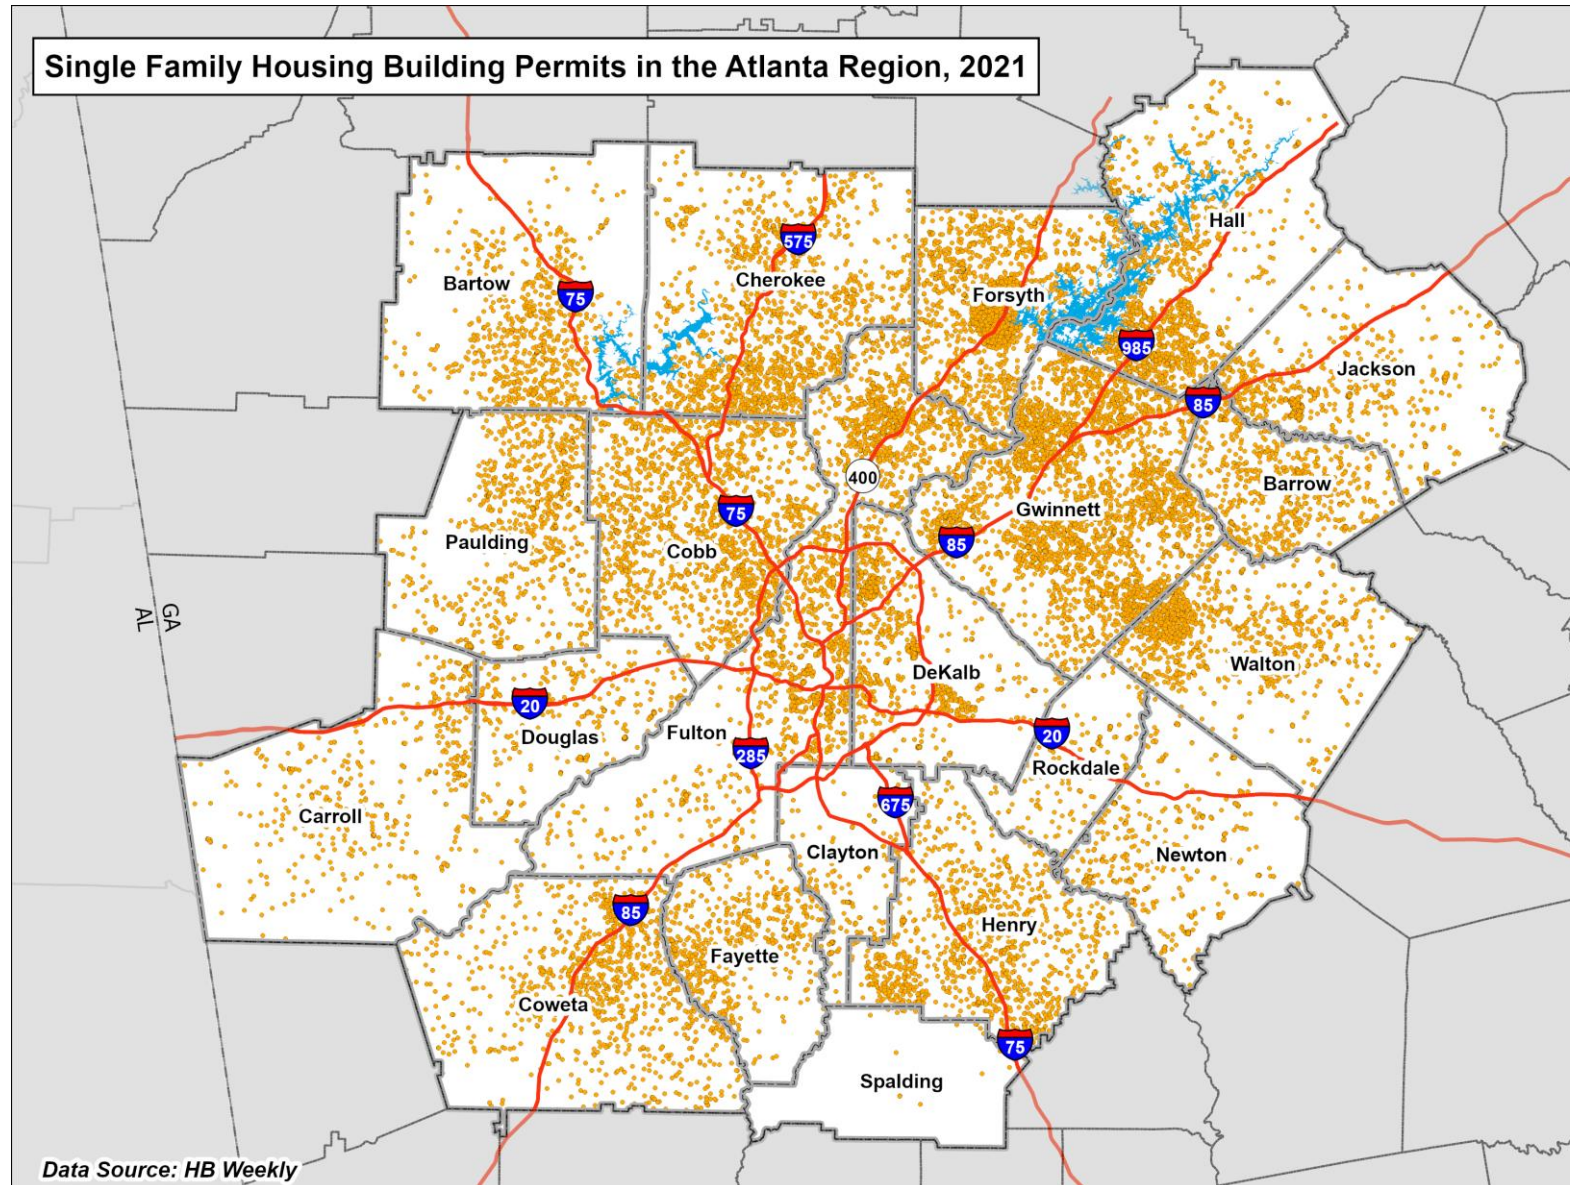 Single Family Housing Building Permits in the Atlanta Region, 2021
Hall
575
Cherokee
Bartow
75
Forsyth
985
Jackson
85
400
Barrow
75
Gwinnett
85
Paulding
Cobb
GA
AL
Walton
DeKalb
20
Douglas
Fulton
285
20
Rockdale
675
Carroll
Clayton
Newton
85
Henry
Fayette
Coweta
75
Spalding
Data Source: HB Weekly